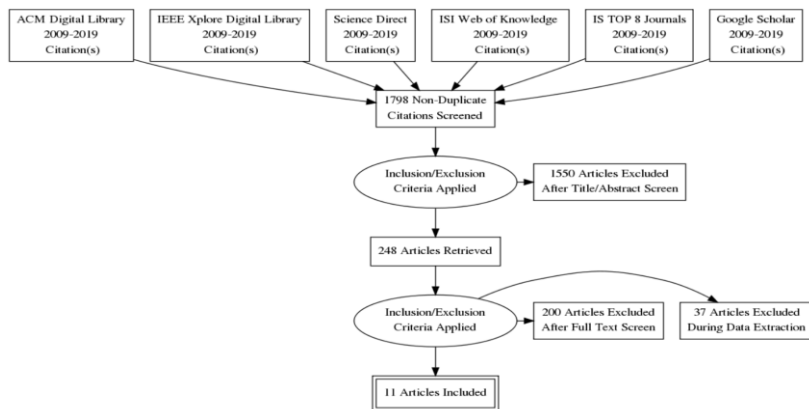 ACM Digital Library
2009-2019
Citation(s)
IEEE Xplore Digital Library
2009-2019
Citation(s)
Science Direct
2009-2019
Citation(s)
ISI Web of Knowledge
2009-2019
Citation(s)
IS TOP 8 Journals
2009-2019
Citation(s)
Google Scholar
2009-2019
Citation(s)
1798 Non-Duplicate
Citations Screened
Inclusion/Exclusion
Criteria Applied
1550 Articles Excluded
After Title/Abstract Screen
248 Articles Retrieved
Inclusion/Exclusion
Criteria Applied
200 Articles Excluded
After Full Text Screen
37 Articles Excluded
During Data Extraction
11 Articles Included